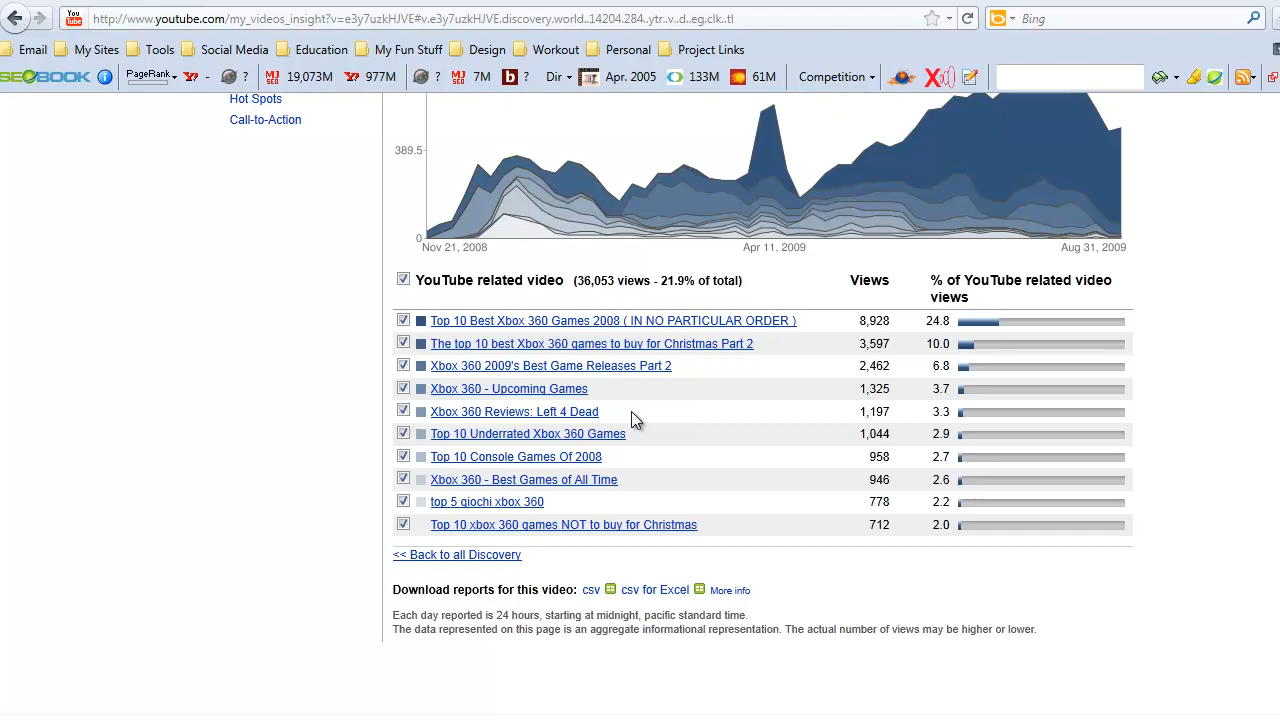 http://www.youtube.com/my_videos_insight?v=e3y7uzkHJVE#v.e3y7uzkHJVE.discovery.world..14204.284..ytr..v..d..eg.clk..tl
Bing
Email My Sites Tools Social Media Education My Fun Stuff Design Workout Personal Project Links
SEOBOOK PageRank - ? 19,073M 977M ? 7M b ? Dir Apr. 2005 133M 61M Competition
Hot Spots
Call-to-Action
389.5
0
Nov 21, 2008 Apr 11, 2009 Aug 31, 2009
YouTube related video (36,053 views - 21.9% of total) Views % of YouTube related video views
Top 10 Best Xbox 360 Games 2008 ( IN NO PARTICULAR ORDER ) 8,928 24.8
The top 10 best Xbox 360 games to buy for Christmas Part 2 3,597 10.0
Xbox 360 2009's Best Game Releases Part 2 2,462 6.8
Xbox 360 - Upcoming Games 1,325 3.7
Xbox 360 Reviews: Left 4 Dead 1,197 3.3
Top 10 Underrated Xbox 360 Games 1,044 2.9
Top 10 Console Games Of 2008 958 2.7
Xbox 360 - Best Games of All Time 946 2.6
top 5 giochi xbox 360 778 2.2
Top 10 xbox 360 games NOT to buy for Christmas 712 2.0
<< Back to all Discovery
Download reports for this video: csv csv for Excel More info
Each day reported is 24 hours, starting at midnight, pacific standard time.
The data represented on this page is an aggregate informational representation. The actual number of views may be higher or lower.